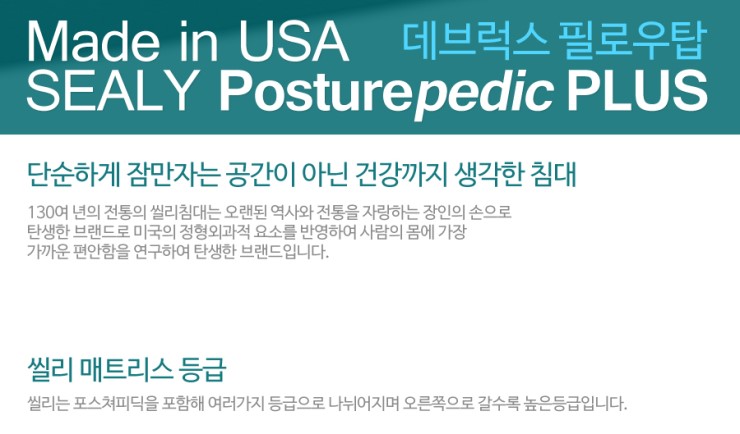 Made in USA 데브럭스 필로우탑
SEALY Posturepedic PLUS
단순하게 잠만자는 공간이 아닌 건강까지 생각한 침대
130여 년의 전통의 씰리침대는 오랜된 역사와 전통을 자랑하는 장인의 손으로
탄생한 브랜드로 미국의 정형외과적 요소를 반영하여 사람의 몸에 가장
가까운 편안함을 연구하여 탄생한 브랜드입니다.
씰리 매트리스 등급
씰리는 포스쳐피딕을 포함해 여러가지 등급으로 나뉘어지며 오른쪽으로 갈수록 높은등급입니다.